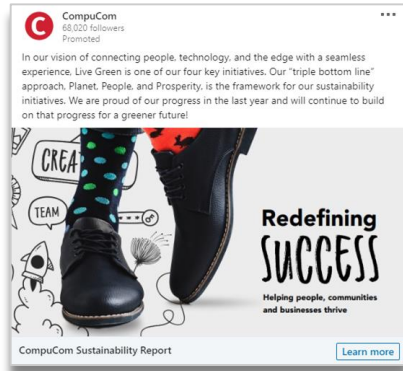 C
CompuCom
68,020 followers
Promoted
In our vision of connecting people, technology, and the edge with a seamless
experience, Live Green is one of our four key initiatives. Our "triple bottom line"
approach, Planet, People, and Prosperity, is the framework for our sustainability
initiatives. We are proud of our progress in the last year and will continue to build
on that progress for a greener future!
CREA
TEAM
Redefining
SUCCESS
Helping people, communities
and businesses thrive
CompuCom Sustainability Report
Learn more